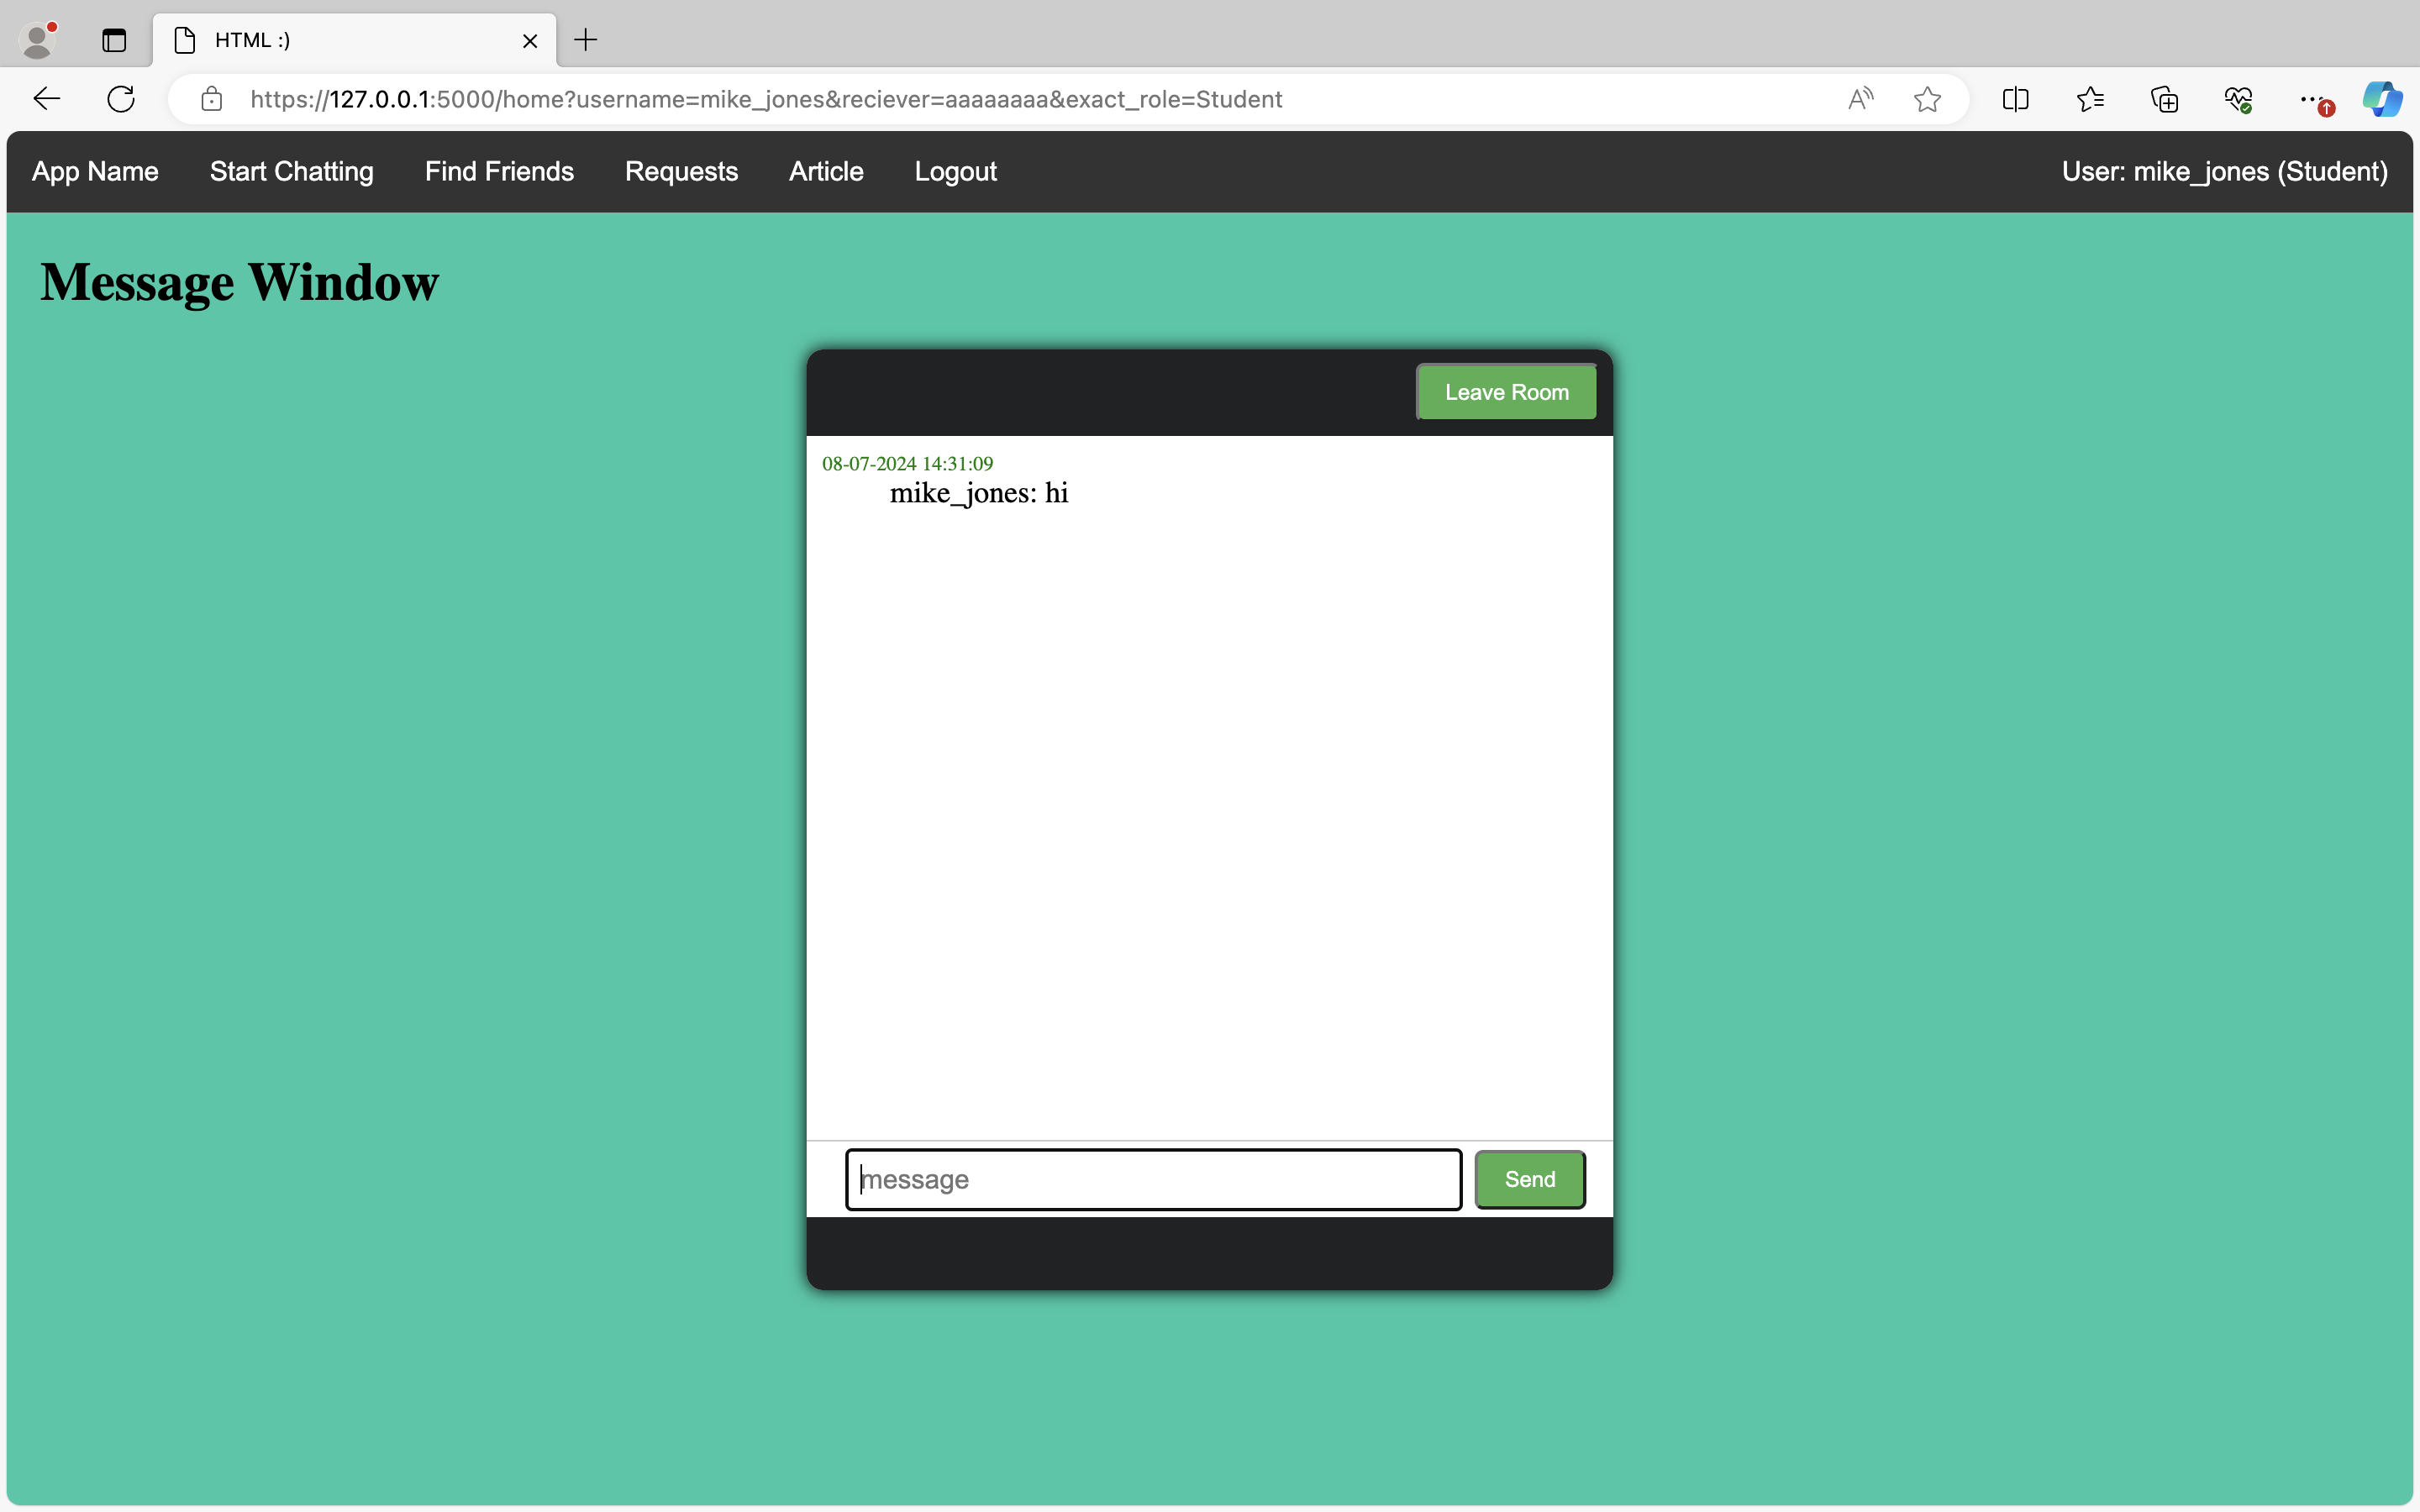 HTML :)
https://127.0.0.1:5000/home?username=mike_jones&reciever=aaaaaaaa&exact_role=Student
App Name Start Chatting Find Friends Requests Article Logout User: mike_jones (Student)
Message Window
Leave Room
08-07-2024 14:31:09
mike_jones: hi
message Send